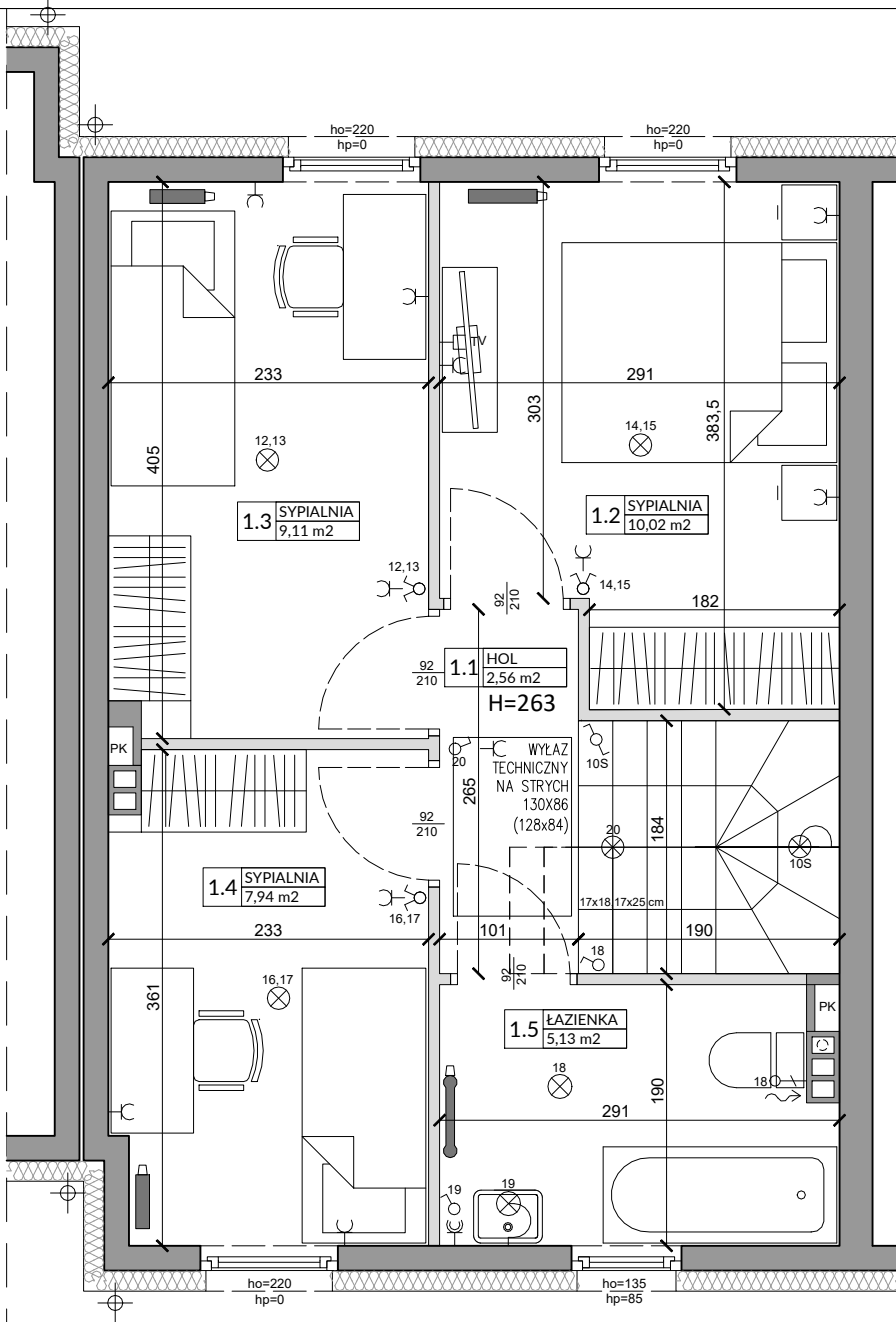 ho=220
hp=0
ho=220
hp=0
TV
233
291
303
383,5
405
12,13
14,15
1.3 SYPIALNIA
9,11 m2
1.2 SYPIALNIA
10,02 m2
12,13
14,15
92
210
182
92
210
1.1 HOL
2,56 m2
H=263
PK
20
WYŁAZ
TECHNICZNY
NA STRYCH
130X86
(128x84)
10S
265
92
210
184
20
10S
1.4 SYPIALNIA
7,94 m2
16,17
17x18,17x25 cm
233
101
190
18
92
210
361
16,17
1.5 ŁAZIENKA
5,13 m2
PK
18
18
190
291
19
19
ho=220
hp=0
ho=135
hp=85